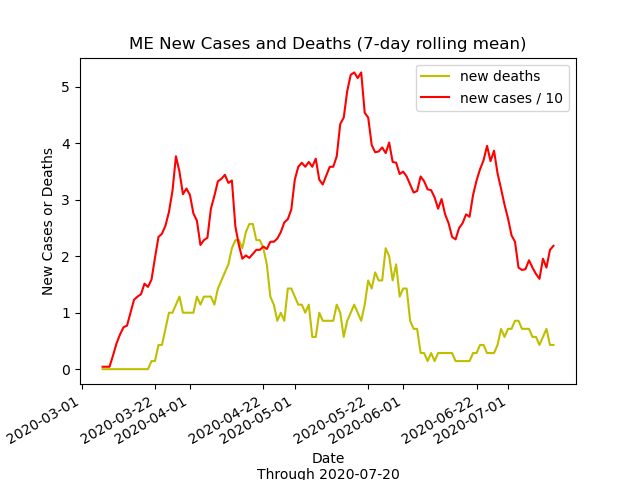 ME New Cases and Deaths (7-day rolling mean)
new deaths
new cases / 10
New Cases or Deaths
5
4
3
2
1
0
2020-03-01
2020-03-22
2020-04-01
2020-04-22
2020-05-01
2020-05-22
2020-06-01
2020-06-22
2020-07-01
Date
Through 2020-07-20